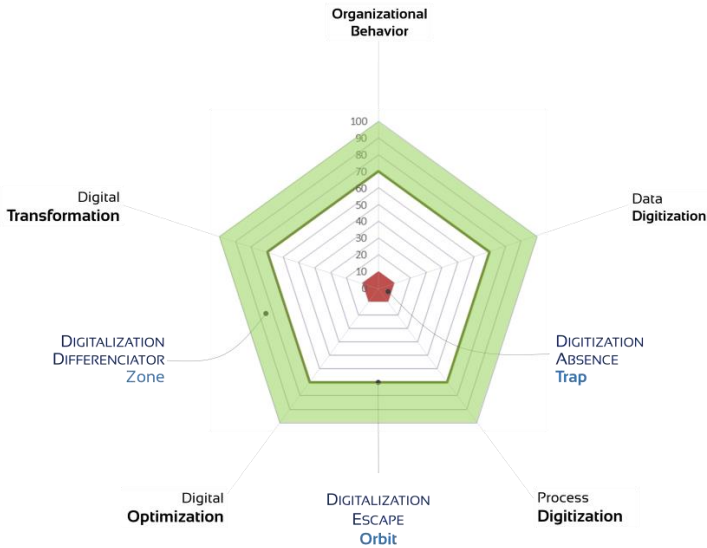 Organizational
Behavior
100
90
80
70
60
50
40
30
20
10
0
Digital
Transformation
Data
Digitization
DIGITALIZATION
DIFFERENCIATOR
Zone
DIGITIZATION
ABSENCE
Trap
Digital
Optimization
DIGITALIZATION
ESCAPE
Orbit
Process
Digitization